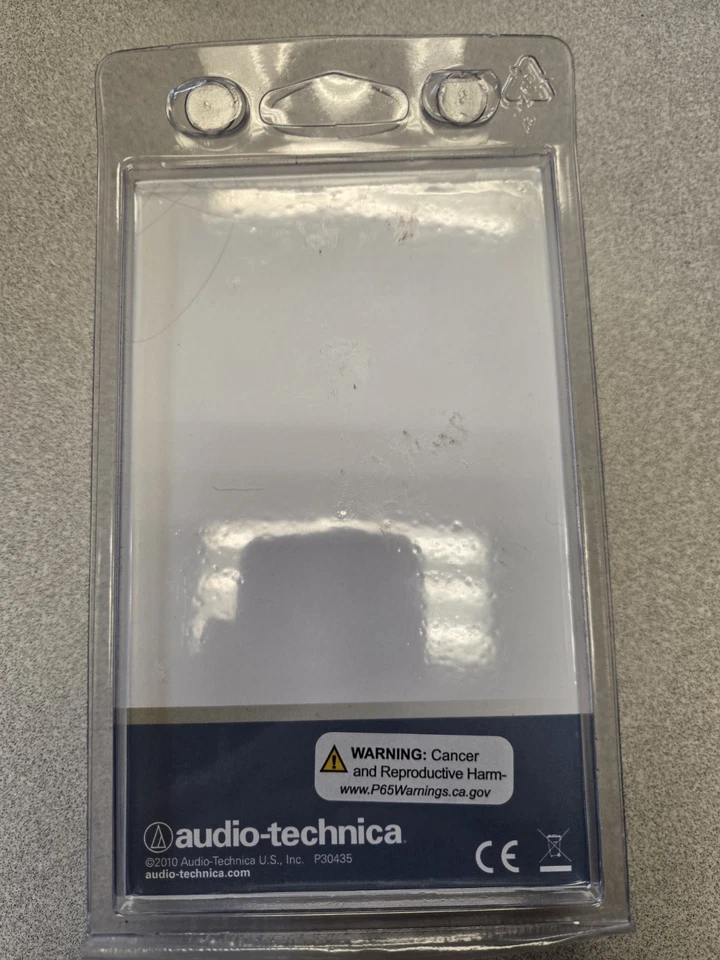 WARNING: Cancer
and Reproductive Harm-
www.P65Warnings.ca.gov
audio-technica
©2010 Audio-Technica U.S., Inc. P30435
audio-technica.com
CE